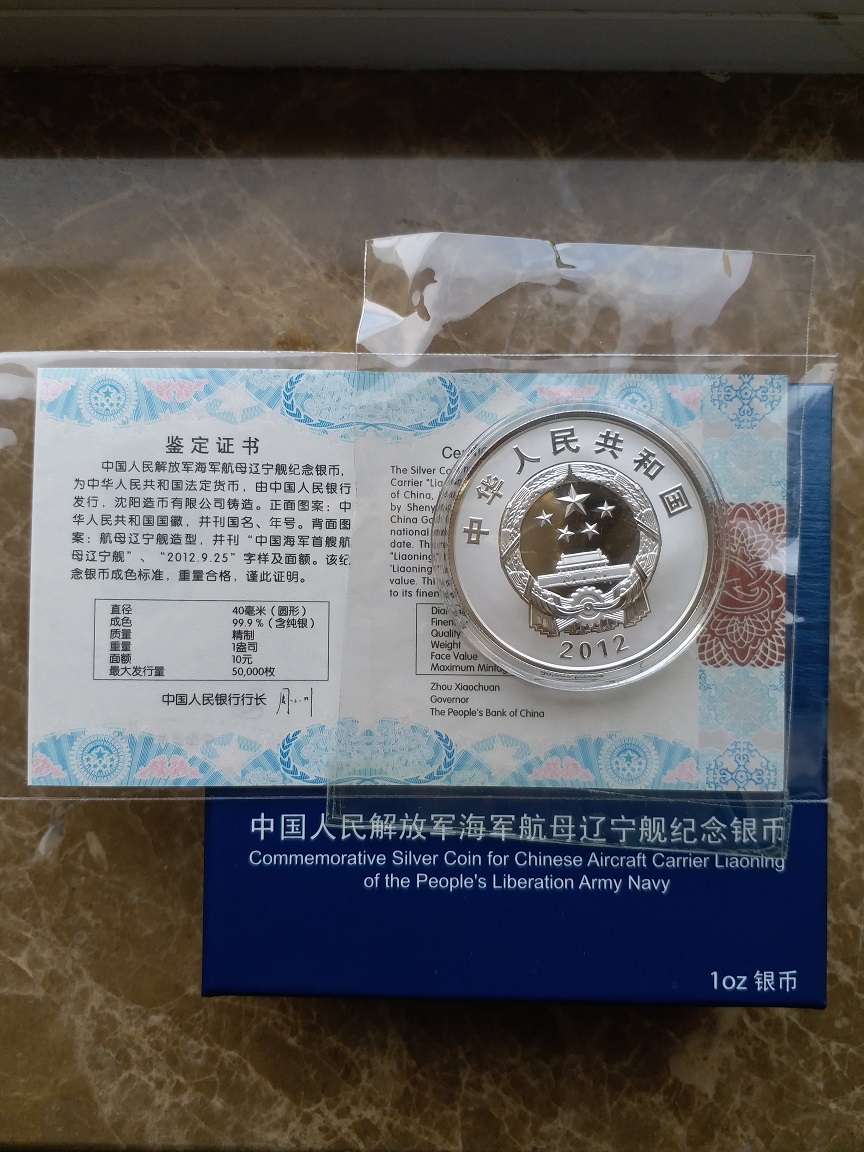 鉴定证书
中国人民解放军海军航母辽宁舰纪念银币,
为中华人民共和国法定货币，由中国人民银行
发行，沈阳造币有限公司铸造。正面图案：中
华人民共和国国徽，并刊国名、年号。背面图
案：航母辽宁舰造型，并刊“中国海军首艘航
母辽宁舰”、“2012.9.25”字样及面额。该纪
念银币成色标准，重量合格，谨此证明。
直径 40毫米（圆形）
成色 99.9%（含纯银）
质量 精制
重量 1盎司
面额 10元
最大发行量 50,000枚
中国人民银行行长
The Silver
Carrier
of China,
by
China
national
date.
"Liaoning"
value.
to its
Quality
Weight
Face Value
Maximum
Zhou Xiaochuan
Governor
The People's Bank of China
中华人民共和国
2012
中国人民解放军海军航母辽宁舰纪念银币
Commemorative Silver Coin for Chinese Aircraft Carrier Liaoning
of the People's Liberation Army Navy
1oz 银币